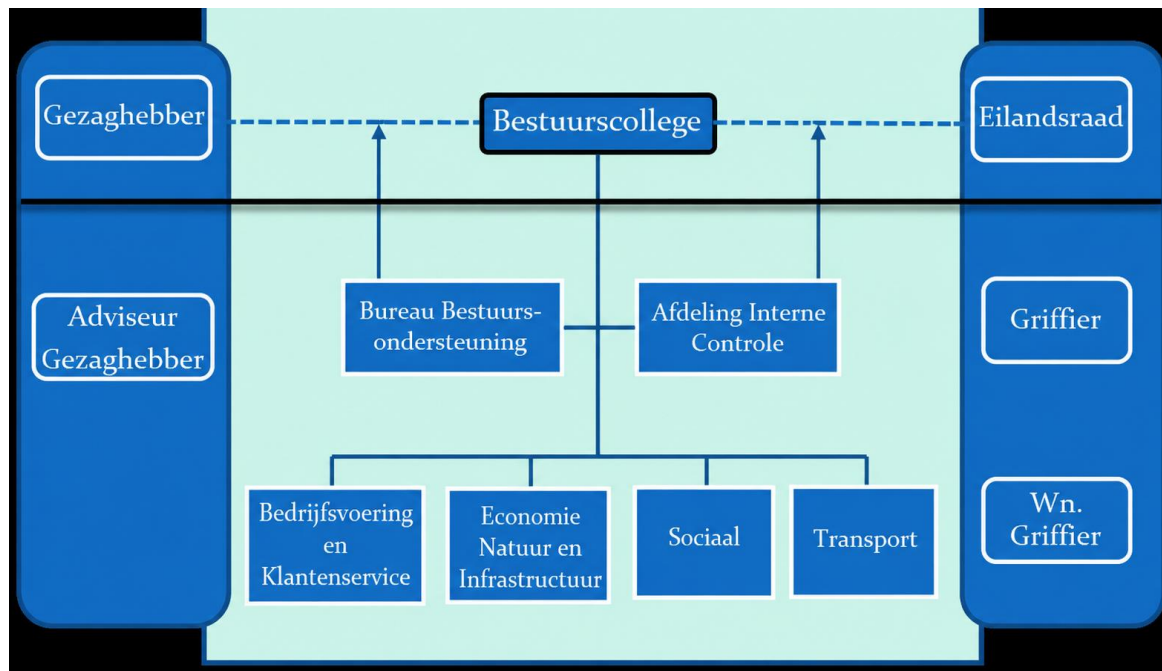 Gezaghebber
Bestuurscollege
Eilandsraad
Bureau Bestuurs-
ondersteuning
Afdeling Interne
Controle
Adviseur
Gezaghebber
Griffier
Bedrijfsvoering
en
Klantenservice
Economie
Natuur en
Infrastructuur
Sociaal
Transport
Wn.
Griffier